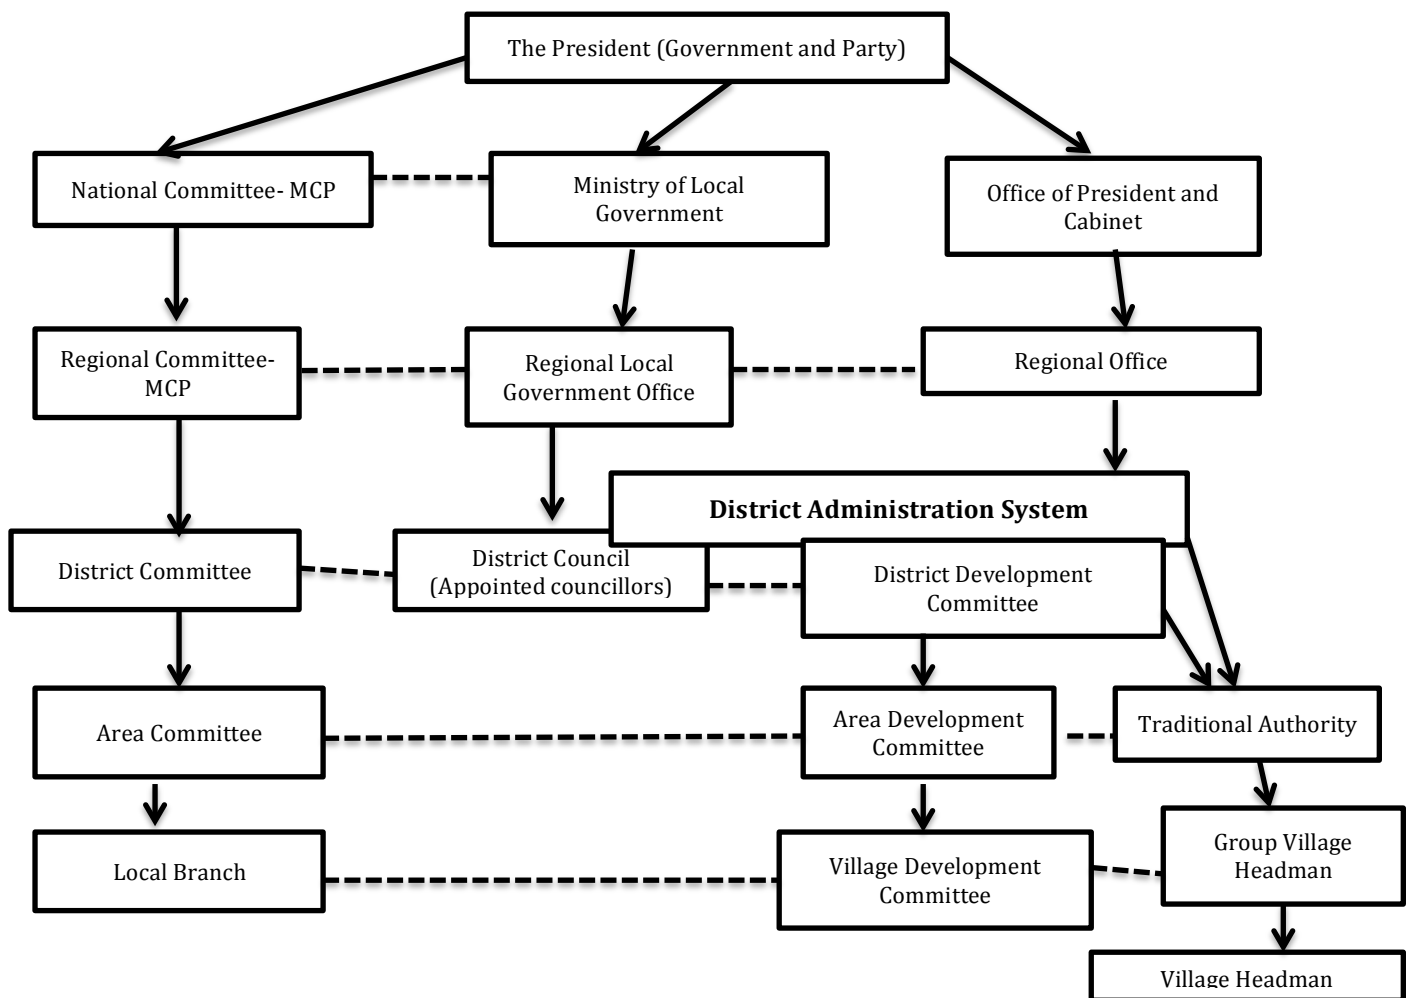 The President (Government and Party)
National Committee- MCP
Ministry of Local
Government
Office of President and
Cabinet
Regional Committee-
MCP
Regional Local
Government Office
Regional Office
District Administration System
District Committee
District Council
(Appointed councillors)
District Development
Committee
Area Committee
Area Development
Committee
Traditional Authority
Local Branch
Village Development
Committee
Group Village
Headman
Village Headman